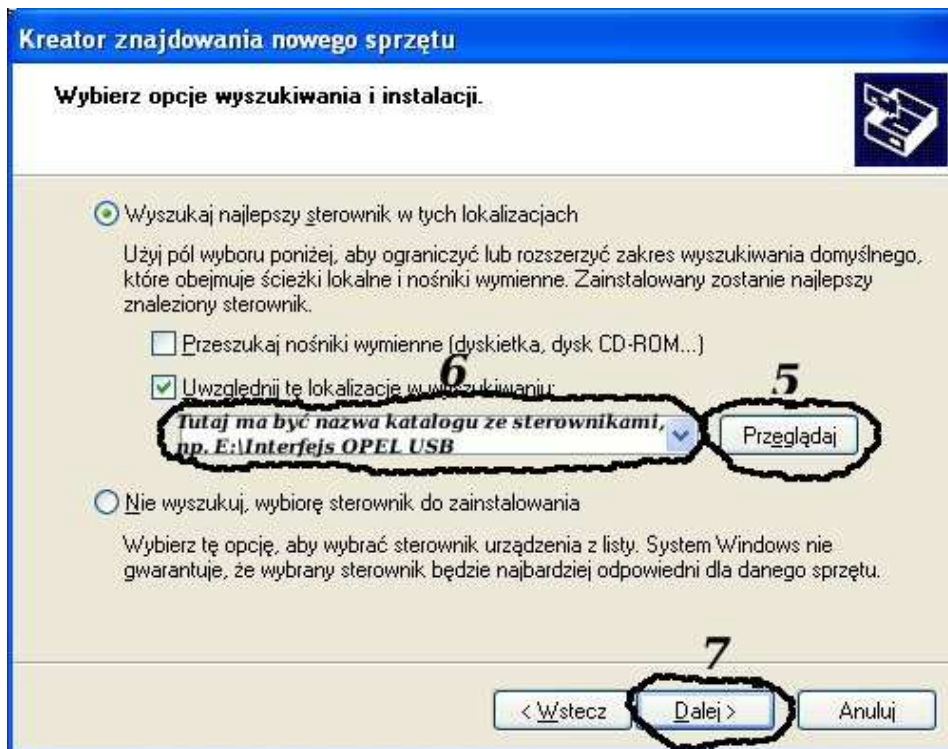 Kreator znajdowania nowego sprzętu
Wybierz opcje wyszukiwania i instalacji.
Wyszukaj najlepszy sterownik w tych lokalizacjach
Użyj pól wyboru poniżej, aby ograniczyć lub rozszerzyć zakres wyszukiwania domyślnego,
które obejmuje ścieżki lokalne i nośniki wymienne. Zainstalowany zostanie najlepszy
znaleziony sterownik.
Przeszukaj nośniki wymienne (dyskietka, dysk CD-ROM...)
6
5
Uwzględnij tę lokalizację w wyszukiwaniu:
Tutaj ma być nazwa katalogu ze sterownikami,
np. E:\Interfejs OPEL USB
Przeglądaj
Nie wyszukuj, wybiorę sterownik do zainstalowania
Wybierz tę opcję, aby wybrać sterownik urządzenia z listy. System Windows nie
gwarantuje, że wybrany sterownik będzie najbardziej odpowiedni dla danego sprzętu.
7
< Wstecz Dalej > Anuluj